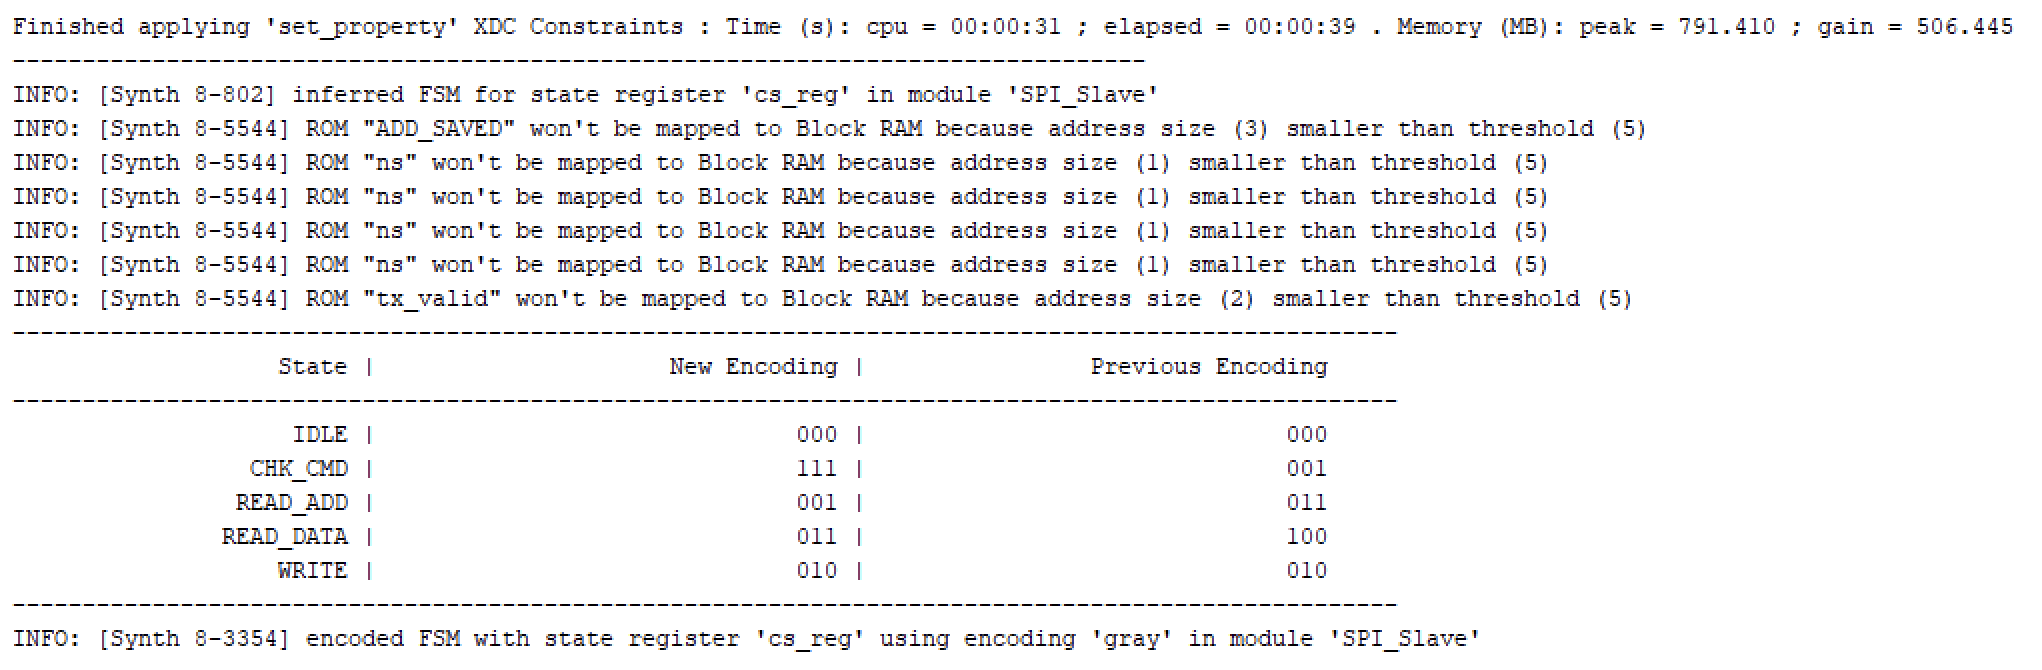 Finished applying 'set_property' XDC Constraints : Time (s): cpu = 00:00:31 ; elapsed = 00:00:39 . Memory (MB): peak = 791.410 ; gain = 506.445
---------------------------------------------------------------------------------
INFO: [Synth 8-802] inferred FSM for state register 'cs_reg' in module 'SPI_Slave'
INFO: [Synth 8-5544] ROM "ADD_SAVED" won't be mapped to Block RAM because address size (3) smaller than threshold (5)
INFO: [Synth 8-5544] ROM "ns" won't be mapped to Block RAM because address size (1) smaller than threshold (5)
INFO: [Synth 8-5544] ROM "ns" won't be mapped to Block RAM because address size (1) smaller than threshold (5)
INFO: [Synth 8-5544] ROM "ns" won't be mapped to Block RAM because address size (1) smaller than threshold (5)
INFO: [Synth 8-5544] ROM "ns" won't be mapped to Block RAM because address size (1) smaller than threshold (5)
INFO: [Synth 8-5544] ROM "tx_valid" won't be mapped to Block RAM because address size (2) smaller than threshold (5)
---------------------------------------------------------------------------------------------------
                   State |                     New Encoding |                Previous Encoding
---------------------------------------------------------------------------------------------------
                    IDLE |                              000 |                              000
                 CHK_CMD |                              111 |                              001
                READ_ADD |                              001 |                              011
               READ_DATA |                              011 |                              100
                   WRITE |                              010 |                              010
---------------------------------------------------------------------------------------------------
INFO: [Synth 8-3354] encoded FSM with state register 'cs_reg' using encoding 'gray' in module 'SPI_Slave'